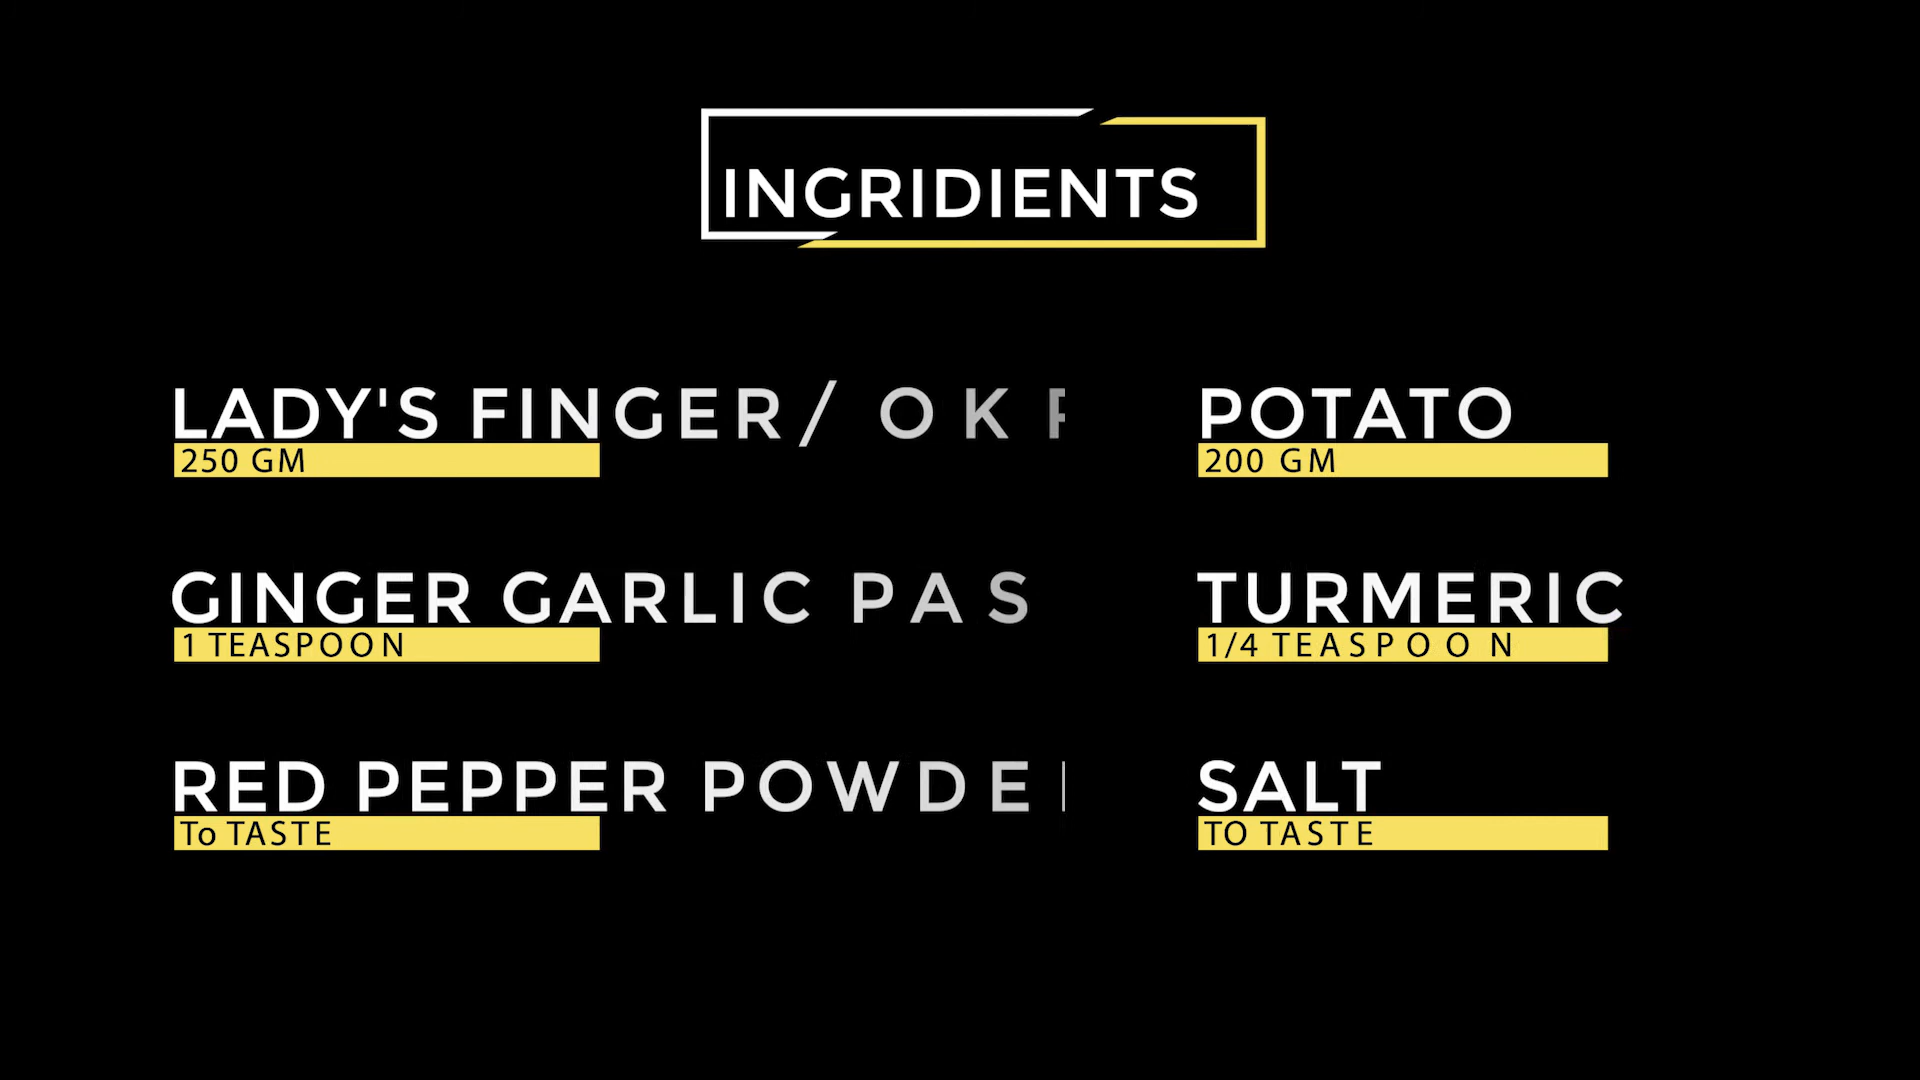 INGRIDIENTS
LADY'S FINGER/ OK
250 GM
POTATO
200 GM
GINGER GARLIC PAS
1 TEASPOON
TURMERIC
1/4 TEASPOON
RED PEPPER POWDE
To TASTE
SALT
TO TASTE